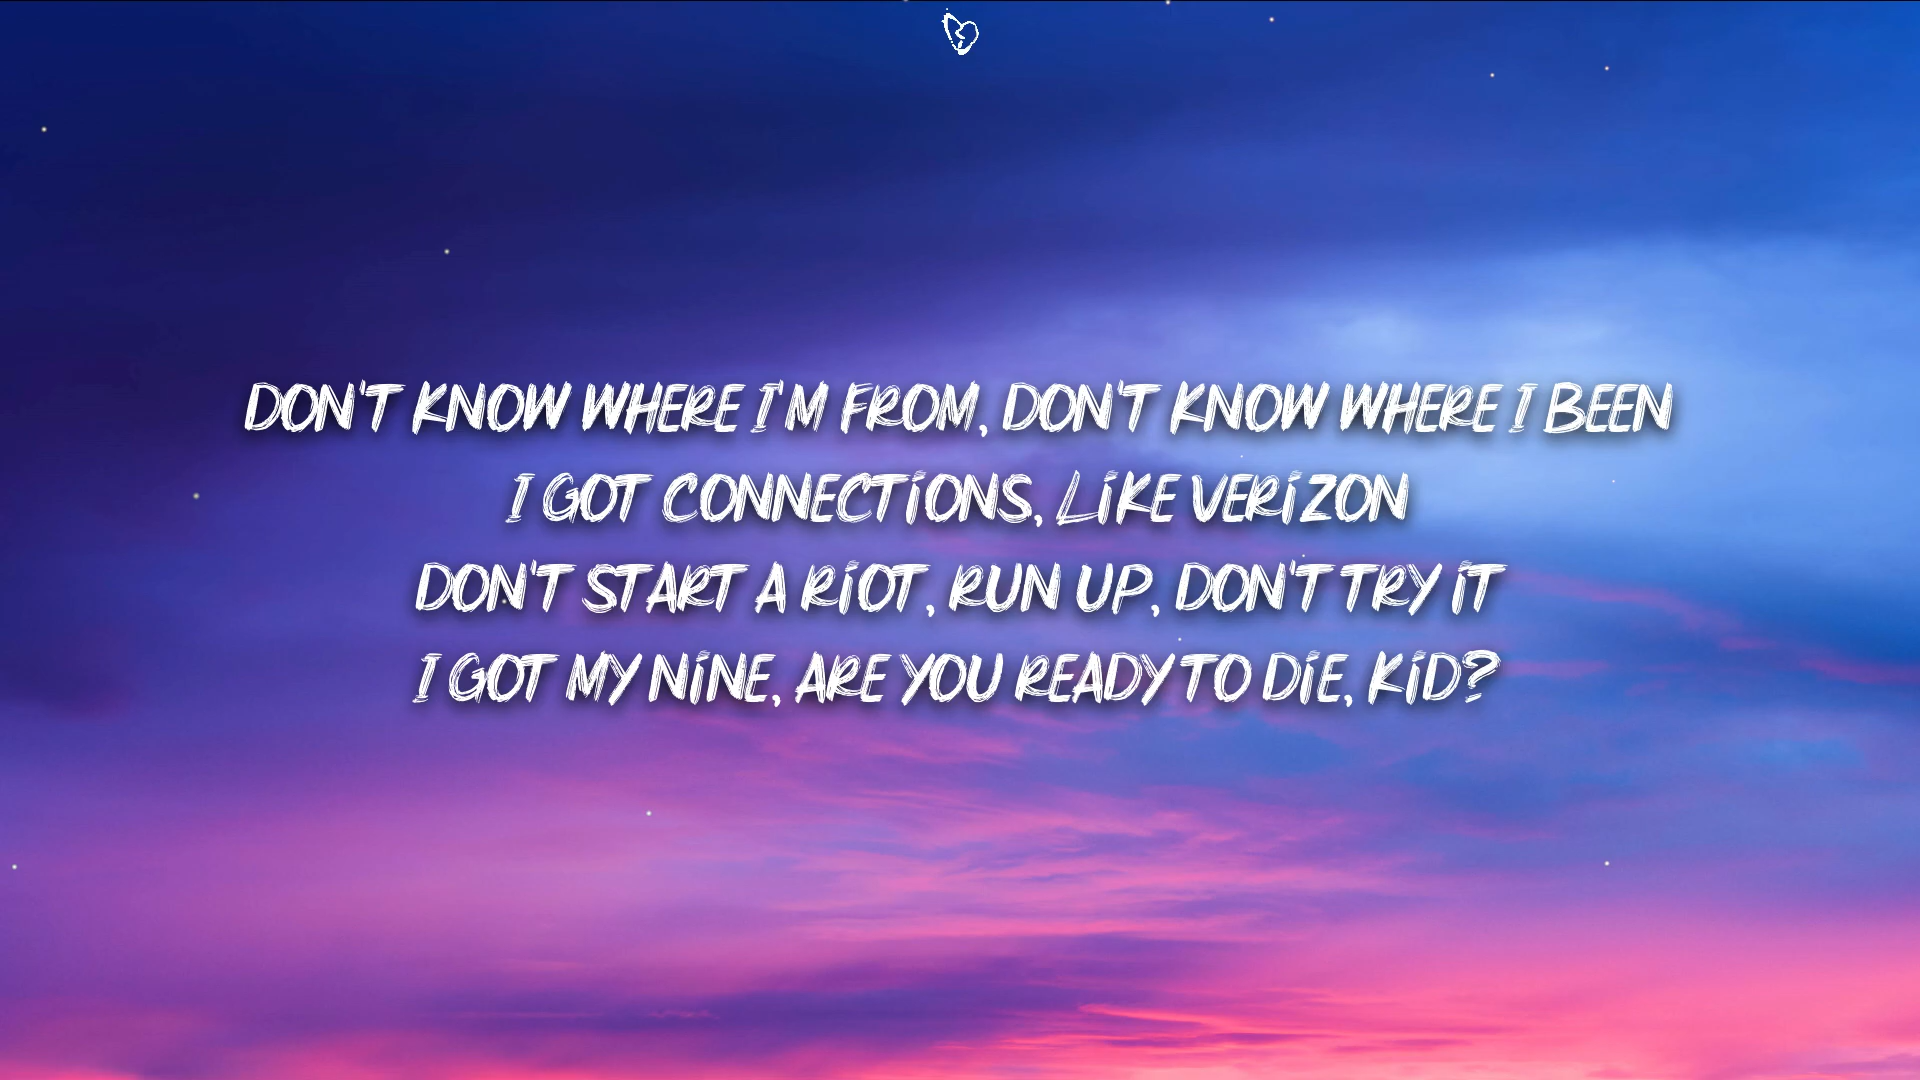 DON'T KNOW WHERE I'M FROM, DON'T KNOW WHERE I BEEN
I GOT CONNECTIONS, LIKE VERIZON
DON'T START A RIOT, RUN UP, DON'T TRY IT
I GOT MY NINE, ARE YOU READY TO DIE, KID?